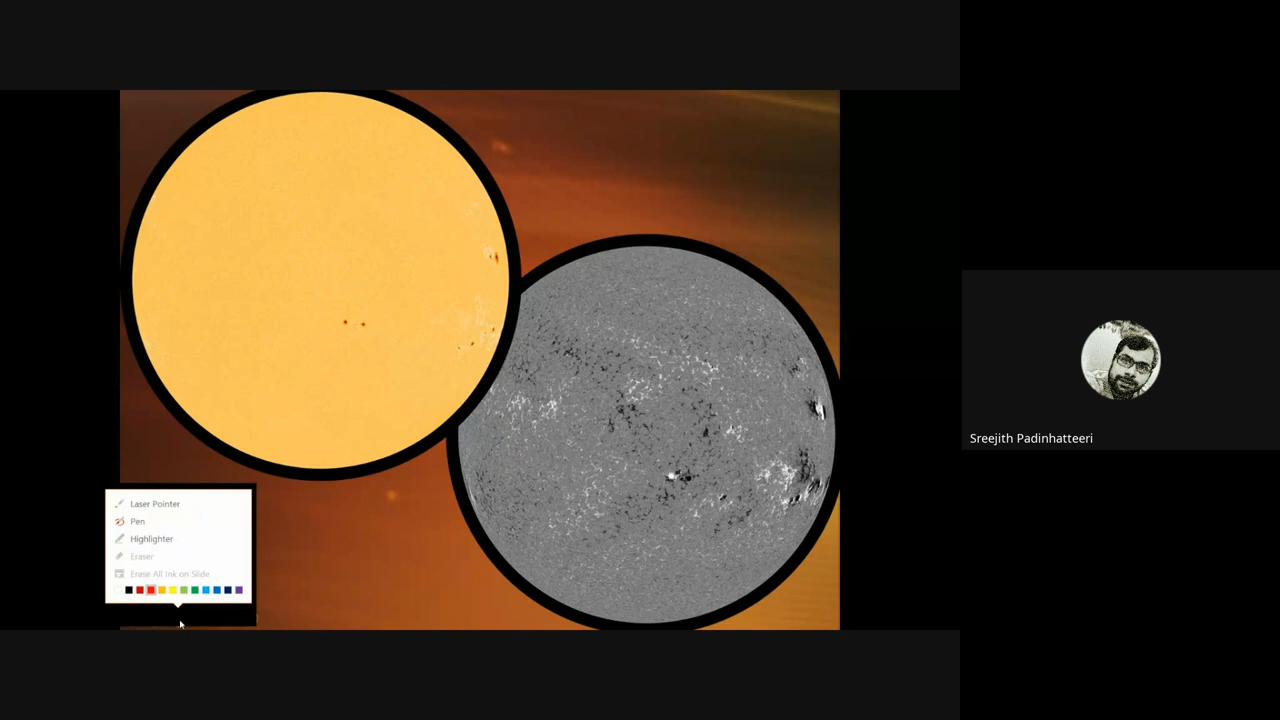 Laser Pointer
Pen
Highlighter
Eraser
Erase All Ink on Slide
Sreejith Padinhatteeri